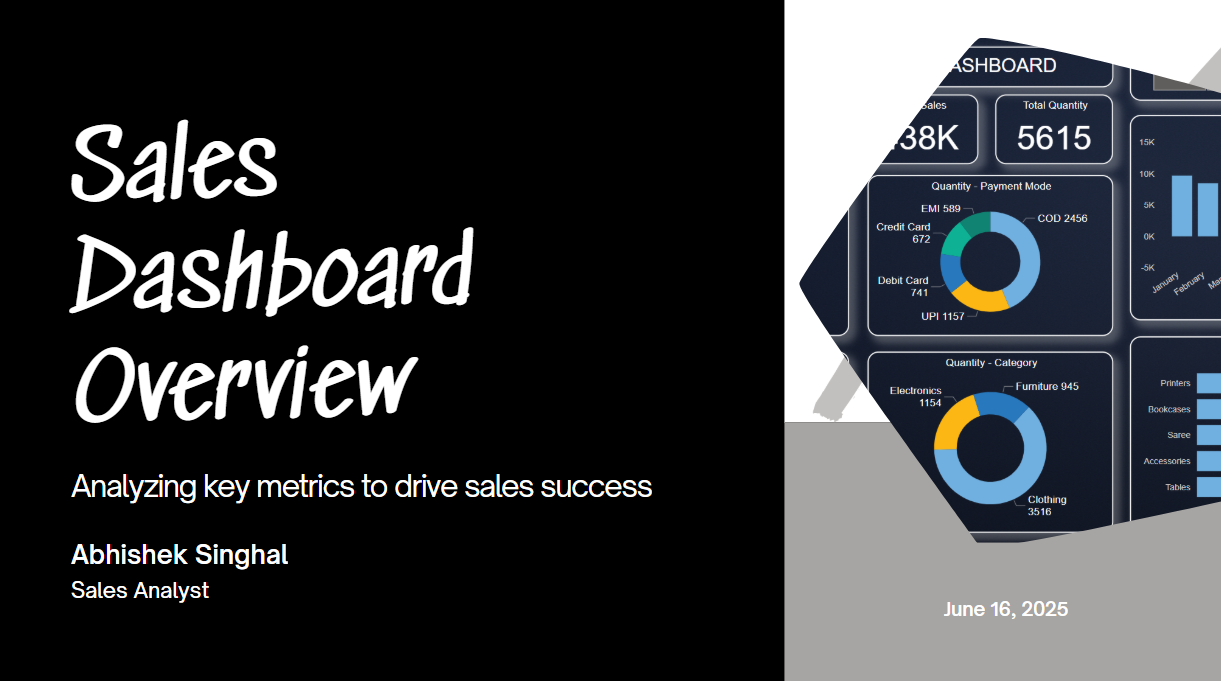 Sales
Dashboard
Overview
Analyzing key metrics to drive sales success
Abhishek Singhal
Sales Analyst
ASHBOARD
Sales
38K
Total Quantity
5615
Quantity - Payment Mode
EMI 589
COD 2456
Credit Card
672
Debit Card
741
UPI 1157
Quantity - Category
Electronics
1154
Furniture 945
Clothing
3516
15K
10K
5K
0K
-5K
January
February
Printers
Bookcases
Saree
Accessories
Tables
June 16, 2025